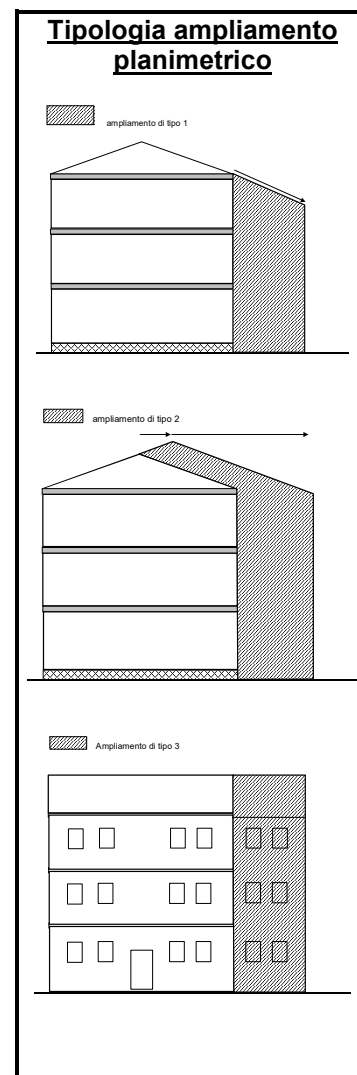 Tipologia ampliamento
planimetrico
ampliamento di tipo 1
ampliamento di tipo 2
Ampliamento di tipo 3